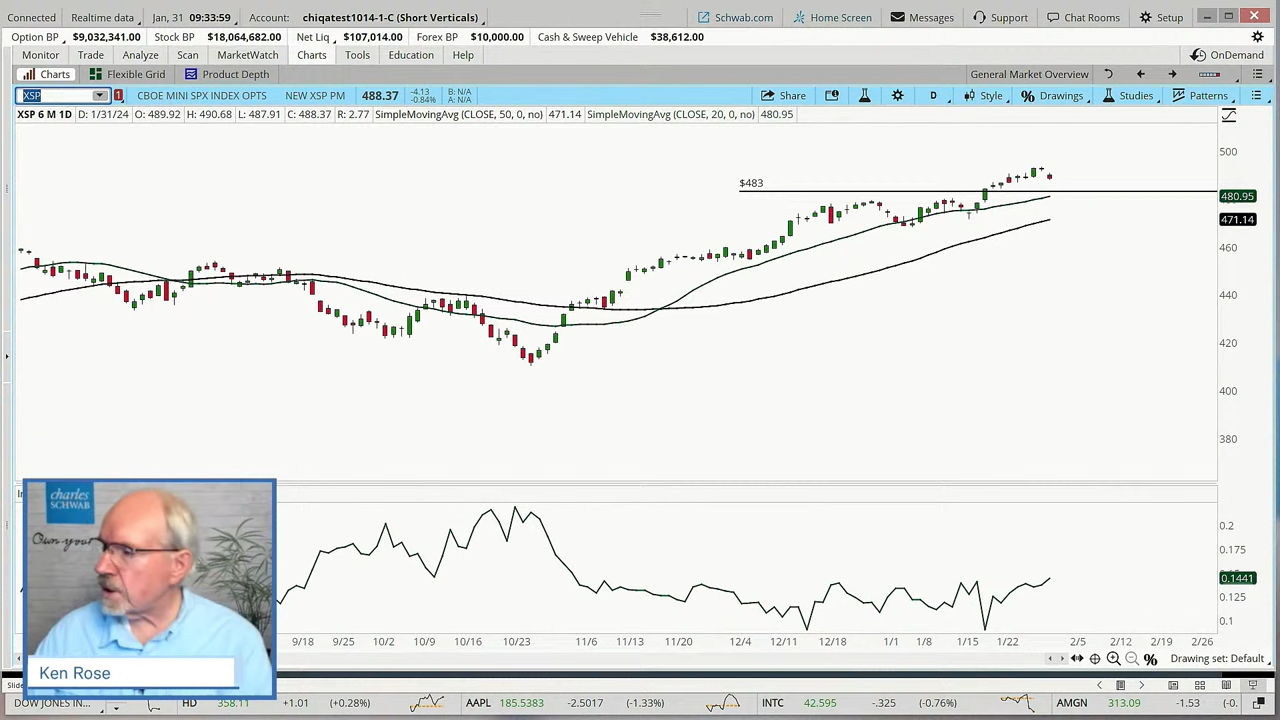 Connected Realtime data Jan, 31 09:33:59 Account: chiqatest1014-1-C (Short Verticals) Schwab.com Home Screen Messages Support Chat Rooms Setup
Option BP $9,032,341.00 Stock BP $18,064,682.00 Net Liq $107,014.00 Forex BP $10,000.00 Cash & Sweep Vehicle $38,612.00
Monitor Trade Analyze Scan MarketWatch Charts Tools Education Help OnDemand
Charts Flexible Grid Product Depth General Market Overview
XSP 1 CBOE MINI SPX INDEX OPTS NEW XSP PM 488.37 -4.13 -0.84% B: N/A A: N/A Share D Style Drawings Studies Patterns
XSP 6 M 1D D: 1/31/24 O: 489.92 H: 490.68 L: 487.91 C: 488.37 R: 2.77 SimpleMovingAvg (CLOSE, 50, 0, no) 471.14 SimpleMovingAvg (CLOSE, 20, 0, no) 480.95
500
$483
480.95
471.14
460
440
420
400
380
charles
SCHWAB
Own your
0.2
0.175
0.1441
0.125
0.1
9/18 9/25 10/2 10/9 10/16 10/23 11/6 11/13 11/20 12/4 12/11 12/18 1/1 1/8 1/15 1/22 2/5 2/12 2/19 2/26
Drawing set: Default
Ken Rose
DOW JONES IN... HD 358.11 +1.01 (+0.28%) AAPL 185.5383 -2.5017 (-1.33%) INTC 42.595 -.325 (-0.76%) AMGN 313.09 -1.53